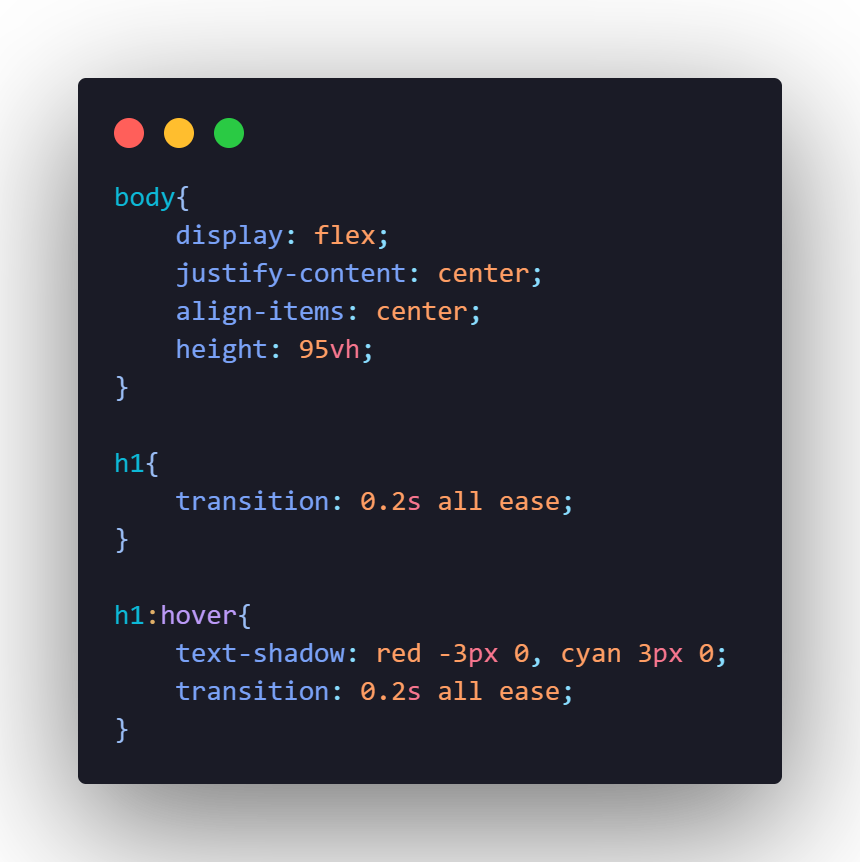 body{
    display: flex;
    justify-content: center;
    align-items: center;
    height: 95vh;
}

h1{
    transition: 0.2s all ease;
}

h1:hover{
    text-shadow: red -3px 0, cyan 3px 0;
    transition: 0.2s all ease;
}